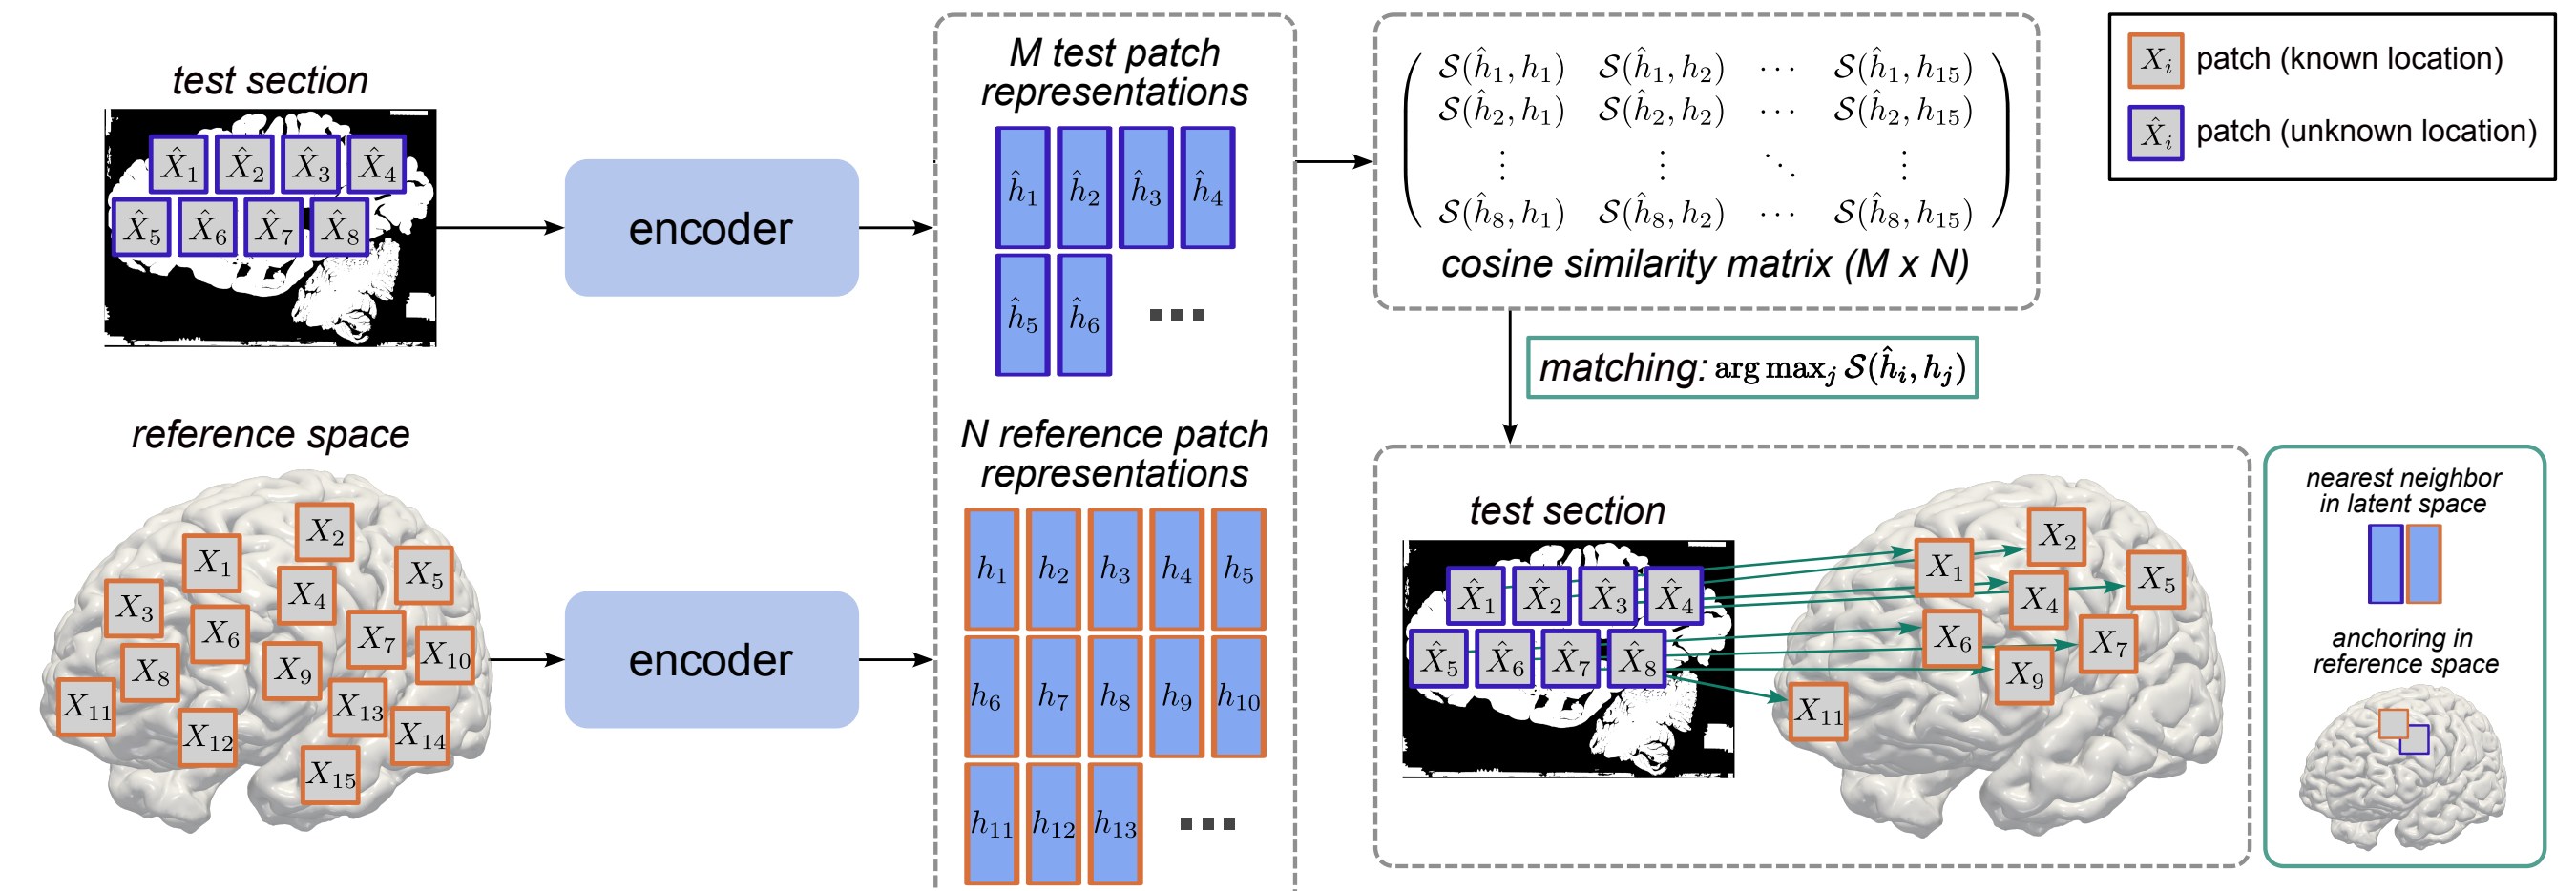 test section
X̂₁ X̂₂ X̂₃ X̂₄
X̂₅ X̂₆ X̂₇ X̂₈
encoder
M test patch
representations
ĥ₁ ĥ₂ ĥ₃ ĥ₄
ĥ₅ ĥ₆ ...
S(ĥ₁, h₁) S(ĥ₁, h₂) ⋯ S(ĥ₁, h₁₅)
S(ĥ₂, h₁) S(ĥ₂, h₂) ⋯ S(ĥ₂, h₁₅)
⋮ ⋮ ⋱ ⋮
S(ĥ₈, h₁) S(ĥ₈, h₂) ⋯ S(ĥ₈, h₁₅)
cosine similarity matrix (M x N)
Xᵢ patch (known location)
X̂ᵢ patch (unknown location)
matching: arg maxⱼ S(ĥᵢ, hⱼ)
reference space
X₂
X₁
X₅
X₄
X₃
X₆
X₇
X₁₀
X₈
X₉
X₁₁
X₁₃
X₁₂
X₁₄
X₁₅
encoder
N reference patch
representations
h₁ h₂ h₃ h₄ h₅
h₆ h₇ h₈ h₉ h₁₀
h₁₁ h₁₂ h₁₃ ...
test section
X̂₁ X̂₂ X̂₃ X̂₄
X̂₅ X̂₆ X̂₇ X̂₈
X₂
X₁
X₅
X₄
X₆
X₇
X₉
X₁₁
nearest neighbor
in latent space
anchoring in
reference space